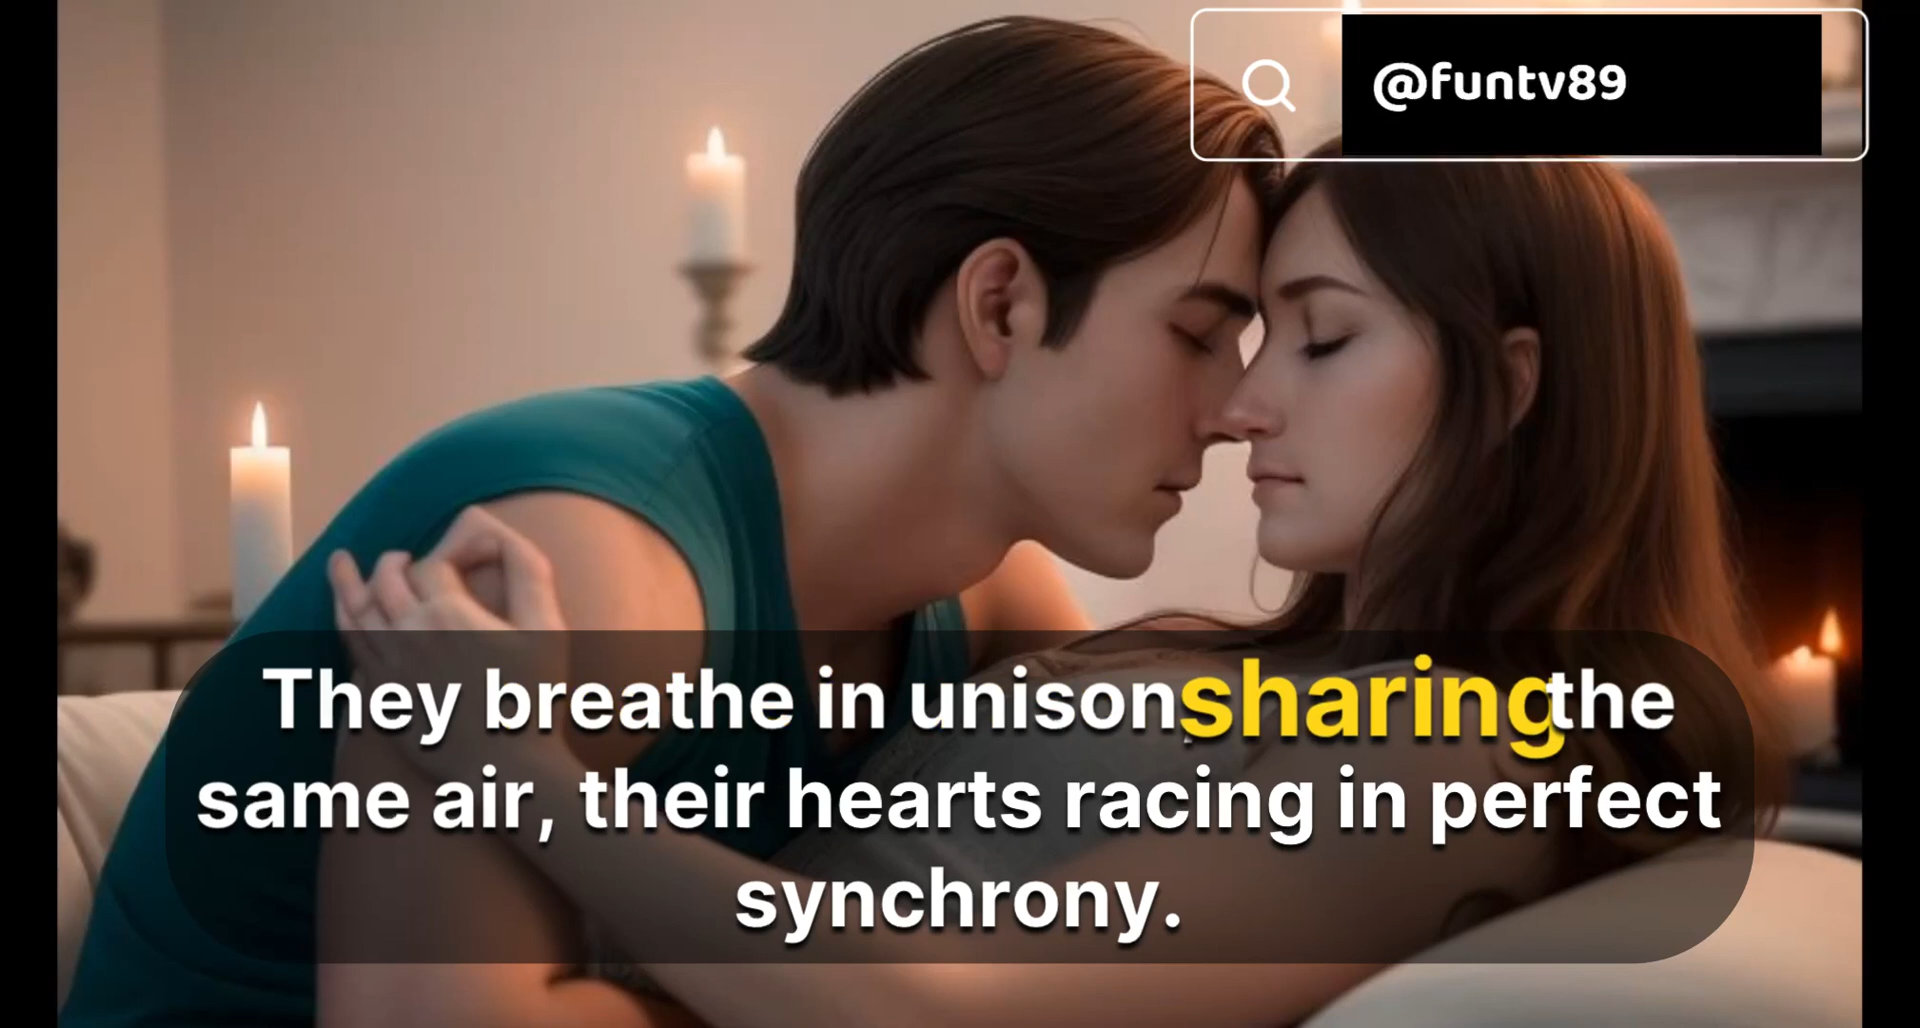 @funtv89
They breathe in unison, sharing the
same air, their hearts racing in perfect
synchrony.